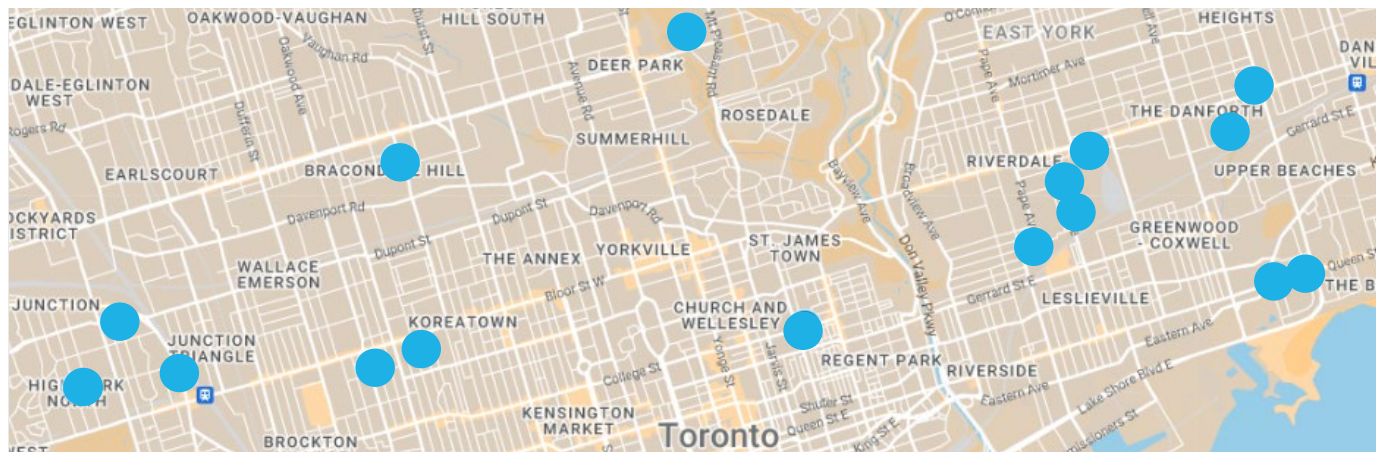 EGLINTON WEST
OAKWOOD-VAUGHAN
HILL SOUTH
DEER PARK
EAST YORK
HEIGHTS
Vaughan Rd
Oakwood Ave
Avenue Rd
Mt Pleasant Rd
Pape Ave
Mortimer Ave
DALE-EGLINTON
WEST
Rogers Rd
Dufferin St
SUMMERHILL
ROSEDALE
THE DANFORTH
Gerrard St E
EARLSCOURT
HILL
Bayview Ave
Broadview Ave
RIVERDALE
UPPER BEACHES
Davenport Rd
Dupont St
Davenport Rd
Dupont St
YORKVILLE
ST. JAMES
TOWN
Don Valley Pkwy
GREENWOOD
- COXWELL
WALLACE
EMERSON
THE ANNEX
Bloor St W
Gerrard St E
LESLIEVILLE
Queen St
JUNCTION
KOREATOWN
CHURCH AND
WELLESLEY
JUNCTION
Yonge St
Jarvis St
REGENT PARK
RIVERSIDE
Eastern Ave
College St
KENSINGTON
MARKET
Shuter St
Queen St E
King St E
Eastern Ave
Lake Shore Blvd E
BROCKTON
Toronto